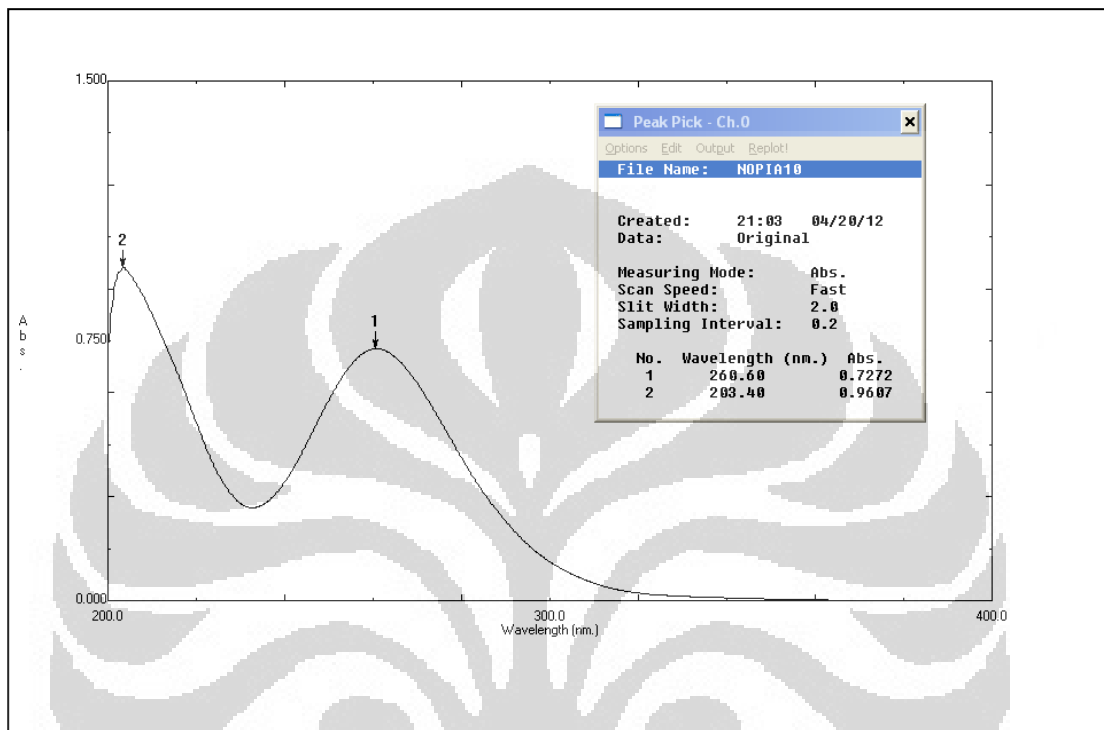 1.500
Peak Pick - Ch.0
Options Edit Output Replot!
File Name: NOPIA10
Created: 21:03 04/20/12
Data: Original
Measuring Mode: Abs.
Scan Speed: Fast
Slit Width: 2.0
Sampling Interval: 0.2
No. Wavelength (nm.) Abs.
1 260.60 0.7272
2 203.40 0.9607
2
1
Abs.
0.750
0.000
200.0 300.0 400.0
Wavelength (nm.)